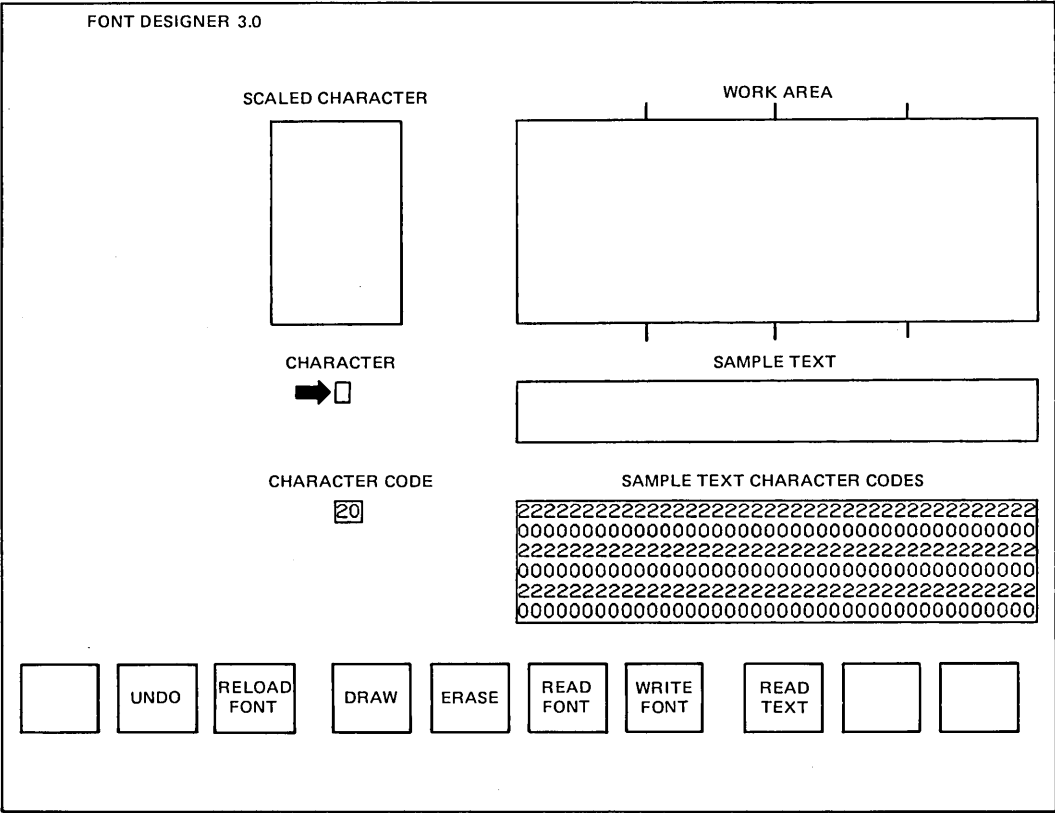 FONT DESIGNER 3.0
SCALED CHARACTER
WORK AREA
CHARACTER
SAMPLE TEXT
CHARACTER CODE
20
SAMPLE TEXT CHARACTER CODES
2222222222222222222222222222222222222222
0000000000000000000000000000000000000000
2222222222222222222222222222222222222222
0000000000000000000000000000000000000000
2222222222222222222222222222222222222222
0000000000000000000000000000000000000000
UNDO
RELOAD
FONT
DRAW
ERASE
READ
FONT
WRITE
FONT
READ
TEXT